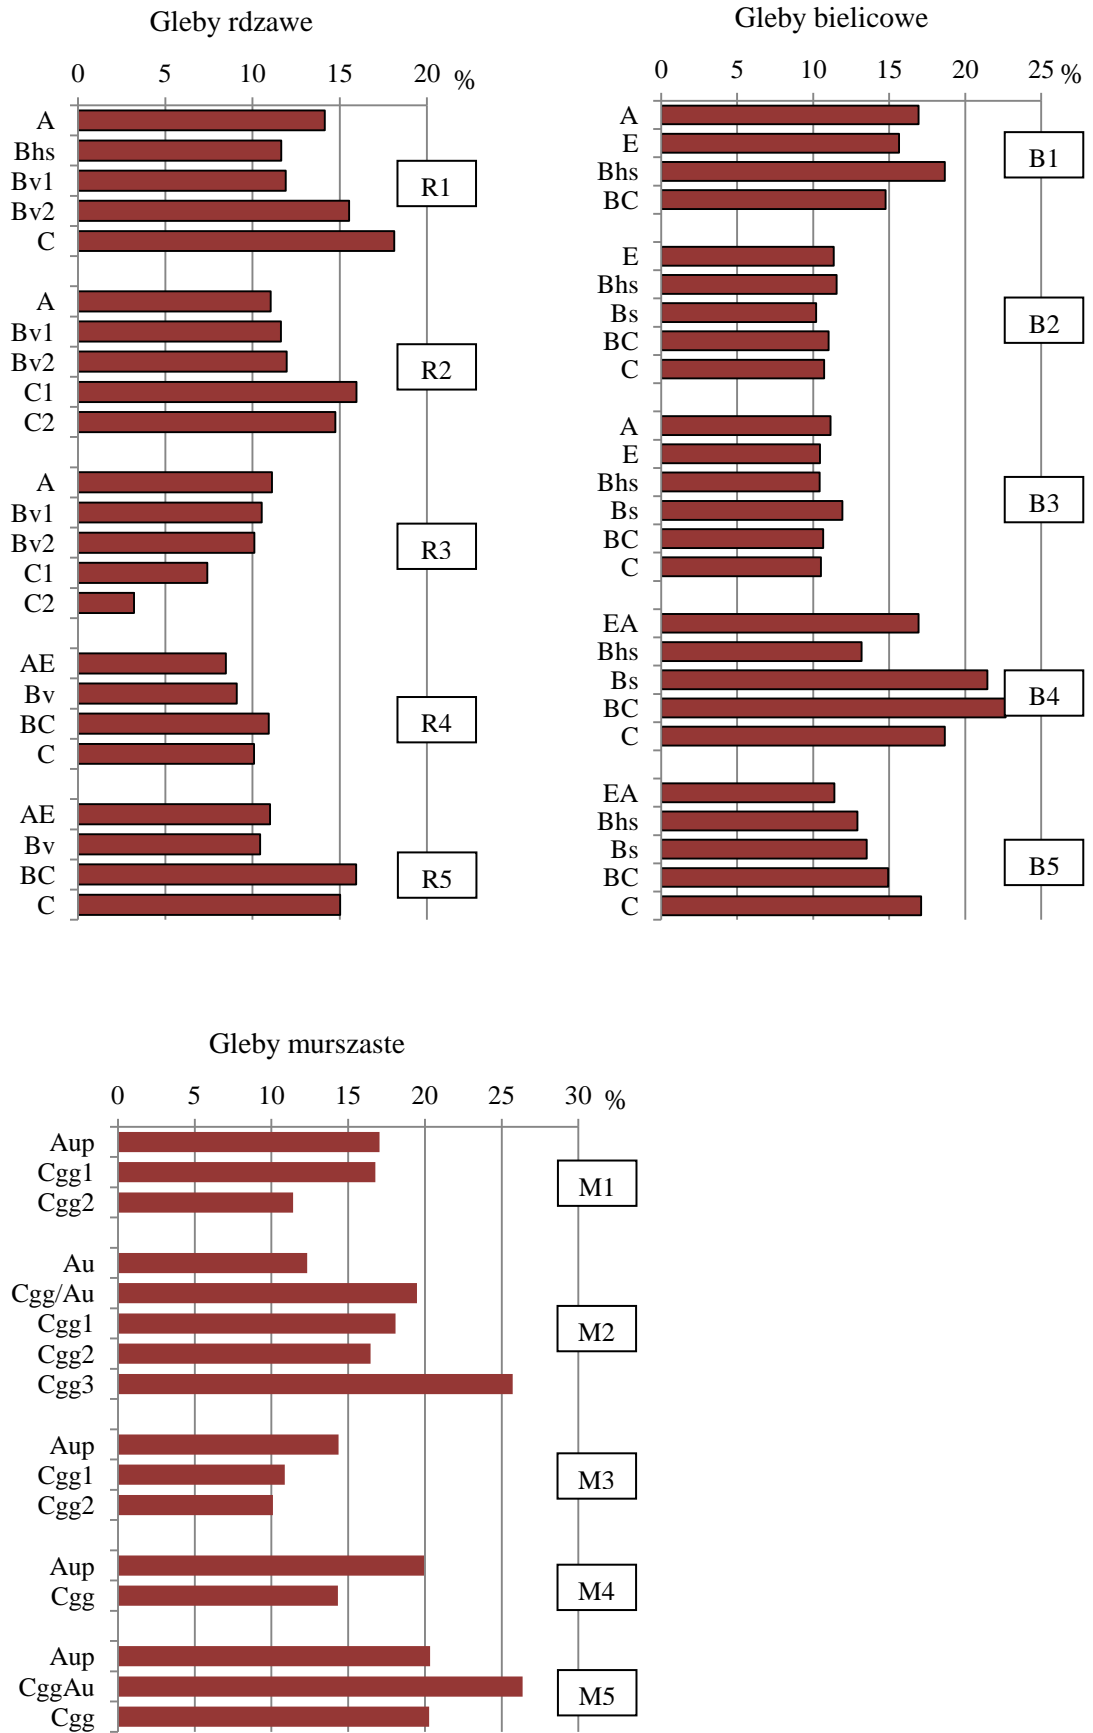 Gleby rdzawe
0 5 10 15 20 %
A
Bhs
Bv1
Bv2
C
R1
A
Bv1
Bv2
C1
C2
R2
A
Bv1
Bv2
C1
C2
R3
AE
Bv
BC
C
R4
AE
Bv
BC
C
R5
Gleby bielicowe
0 5 10 15 20 25 %
A
E
Bhs
BC
B1
E
Bhs
Bs
BC
C
B2
A
E
Bhs
Bs
BC
C
B3
EA
Bhs
Bs
BC
C
B4
EA
Bhs
Bs
BC
C
B5
Gleby murszaste
0 5 10 15 20 25 30 %
Aup
Cgg1
Cgg2
M1
Au
Cgg/Au
Cgg1
Cgg2
Cgg3
M2
Aup
Cgg1
Cgg2
M3
Aup
Cgg
M4
Aup
CggAu
Cgg
M5